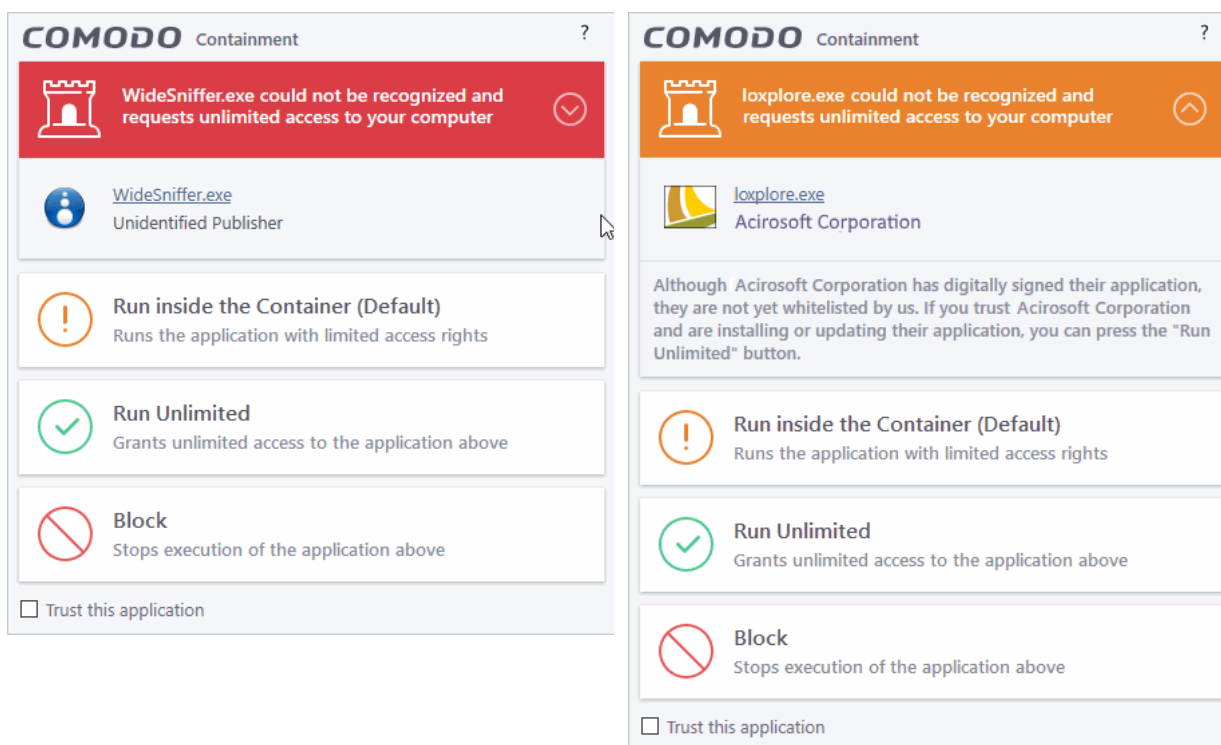 COMODO Containment ?
WideSniffer.exe could not be recognized and
requests unlimited access to your computer
WideSniffer.exe
Unidentified Publisher
Run inside the Container (Default)
Runs the application with limited access rights
Run Unlimited
Grants unlimited access to the application above
Block
Stops execution of the application above
Trust this application
COMODO Containment ?
loxplore.exe could not be recognized and
requests unlimited access to your computer
loxplore.exe
Acirosoft Corporation
Although Acirosoft Corporation has digitally signed their application,
they are not yet whitelisted by us. If you trust Acirosoft Corporation
and are installing or updating their application, you can press the "Run
Unlimited" button.
Run inside the Container (Default)
Runs the application with limited access rights
Run Unlimited
Grants unlimited access to the application above
Block
Stops execution of the application above
Trust this application